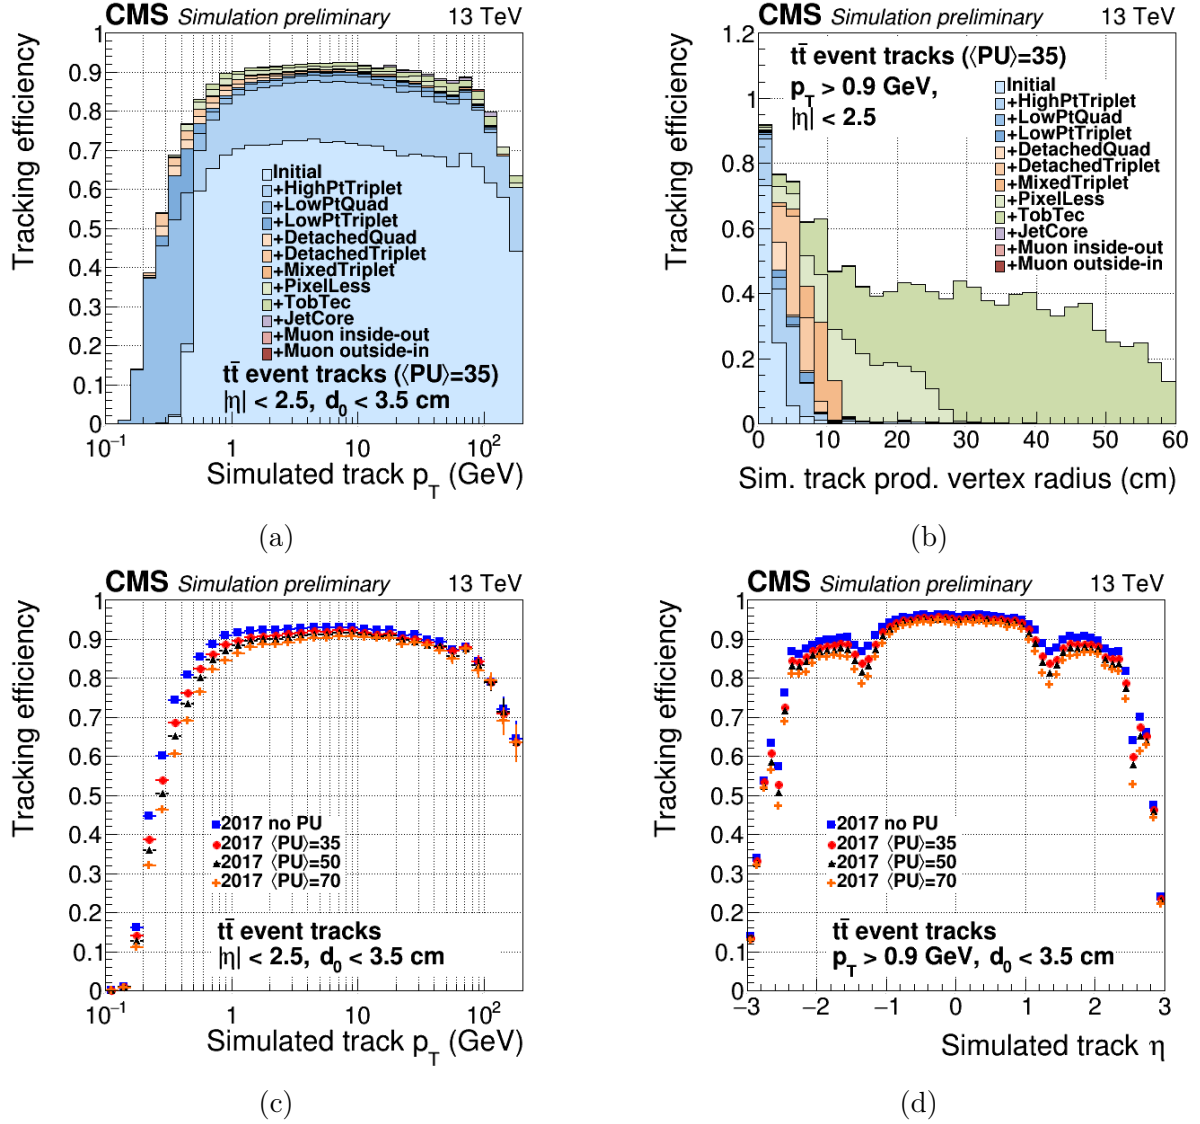 CMS Simulation preliminary 13 TeV
Tracking efficiency
1
0.9
0.8
0.7
0.6
0.5
0.4
0.3
0.2
0.1
0
Initial
+HighPtTriplet
+LowPtQuad
+LowPtTriplet
+DetachedQuad
+DetachedTriplet
+MixedTriplet
+PixelLess
+TobTec
+JetCore
+Muon inside-out
+Muon outside-in
tt̄ event tracks (⟨PU⟩=35)
|η| < 2.5, d₀ < 3.5 cm
10⁻¹ 1 10 10²
Simulated track p_T (GeV)
(a)
CMS Simulation preliminary 13 TeV
Tracking efficiency
1.2
1
0.8
0.6
0.4
0.2
0
tt̄ event tracks (⟨PU⟩=35)
p_T > 0.9 GeV,
|η| < 2.5
Initial
+HighPtTriplet
+LowPtQuad
+LowPtTriplet
+DetachedQuad
+DetachedTriplet
+MixedTriplet
+PixelLess
+TobTec
+JetCore
+Muon inside-out
+Muon outside-in
0 10 20 30 40 50 60
Sim. track prod. vertex radius (cm)
(b)
CMS Simulation preliminary 13 TeV
Tracking efficiency
1
0.9
0.8
0.7
0.6
0.5
0.4
0.3
0.2
0.1
0
2017 no PU
2017 ⟨PU⟩=35
2017 ⟨PU⟩=50
2017 ⟨PU⟩=70
tt̄ event tracks
|η| < 2.5, d₀ < 3.5 cm
10⁻¹ 1 10 10²
Simulated track p_T (GeV)
(c)
CMS Simulation preliminary 13 TeV
Tracking efficiency
1
0.9
0.8
0.7
0.6
0.5
0.4
0.3
0.2
0.1
0
2017 no PU
2017 ⟨PU⟩=35
2017 ⟨PU⟩=50
2017 ⟨PU⟩=70
tt̄ event tracks
p_T > 0.9 GeV, d₀ < 3.5 cm
−3 −2 −1 0 1 2 3
Simulated track η
(d)